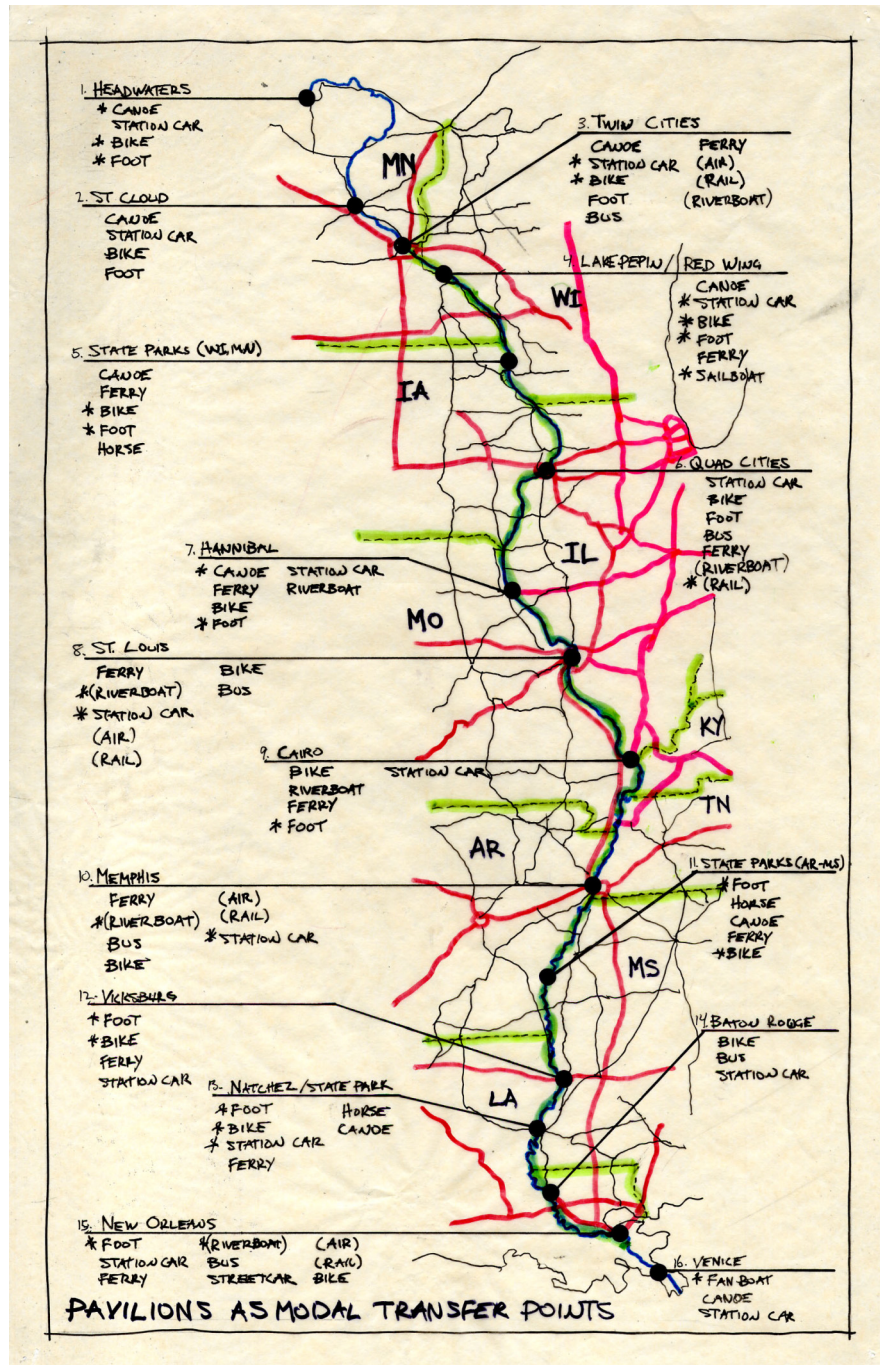 1. HEADWATERS
* CANOE
STATION CAR
* BIKE
* FOOT
2. ST CLOUD
CANOE
STATION CAR
BIKE
FOOT
3. TWIN CITIES
CANOE FERRY
* STATION CAR (AIR)
* BIKE (RAIL)
FOOT (RIVERBOAT)
BUS
MN
4. LAKE PEPIN / RED WING
CANOE
* STATION CAR
* BIKE
* FOOT
FERRY
* SAILBOAT
WI
5. STATE PARKS (WI, MN)
CANOE
FERRY
* BIKE
* FOOT
HORSE
IA
6. QUAD CITIES
STATION CAR
BIKE
FOOT
BUS
FERRY
(RIVERBOAT)
* (RAIL)
IL
7. HANNIBAL
* CANOE STATION CAR
FERRY RIVERBOAT
BIKE
* FOOT
MO
8. ST. LOUIS
FERRY BIKE
*(RIVERBOAT) BUS
* STATION CAR
(AIR)
(RAIL)
KY
9. CAIRO
BIKE STATION CAR
RIVERBOAT
FERRY
* FOOT
TN
AR
10. MEMPHIS
FERRY (AIR)
*(RIVERBOAT) (RAIL)
BUS *STATION CAR
BIKE
11. STATE PARKS (AR-MS)
*FOOT
HORSE
CANOE
FERRY
*BIKE
MS
12. VICKSBURG
* FOOT
* BIKE
FERRY
STATION CAR
LA
13. NATCHEZ / STATE PARK
*FOOT HORSE
*BIKE CANOE
* STATION CAR
FERRY
14. BATON ROUGE
BIKE
BUS
STATION CAR
15. NEW ORLEANS
* FOOT *(RIVERBOAT) (AIR)
STATION CAR BUS (RAIL)
FERRY STREETCAR BIKE
16. VENICE
* FAN BOAT
CANOE
STATION CAR
PAVILIONS AS MODAL TRANSFER POINTS